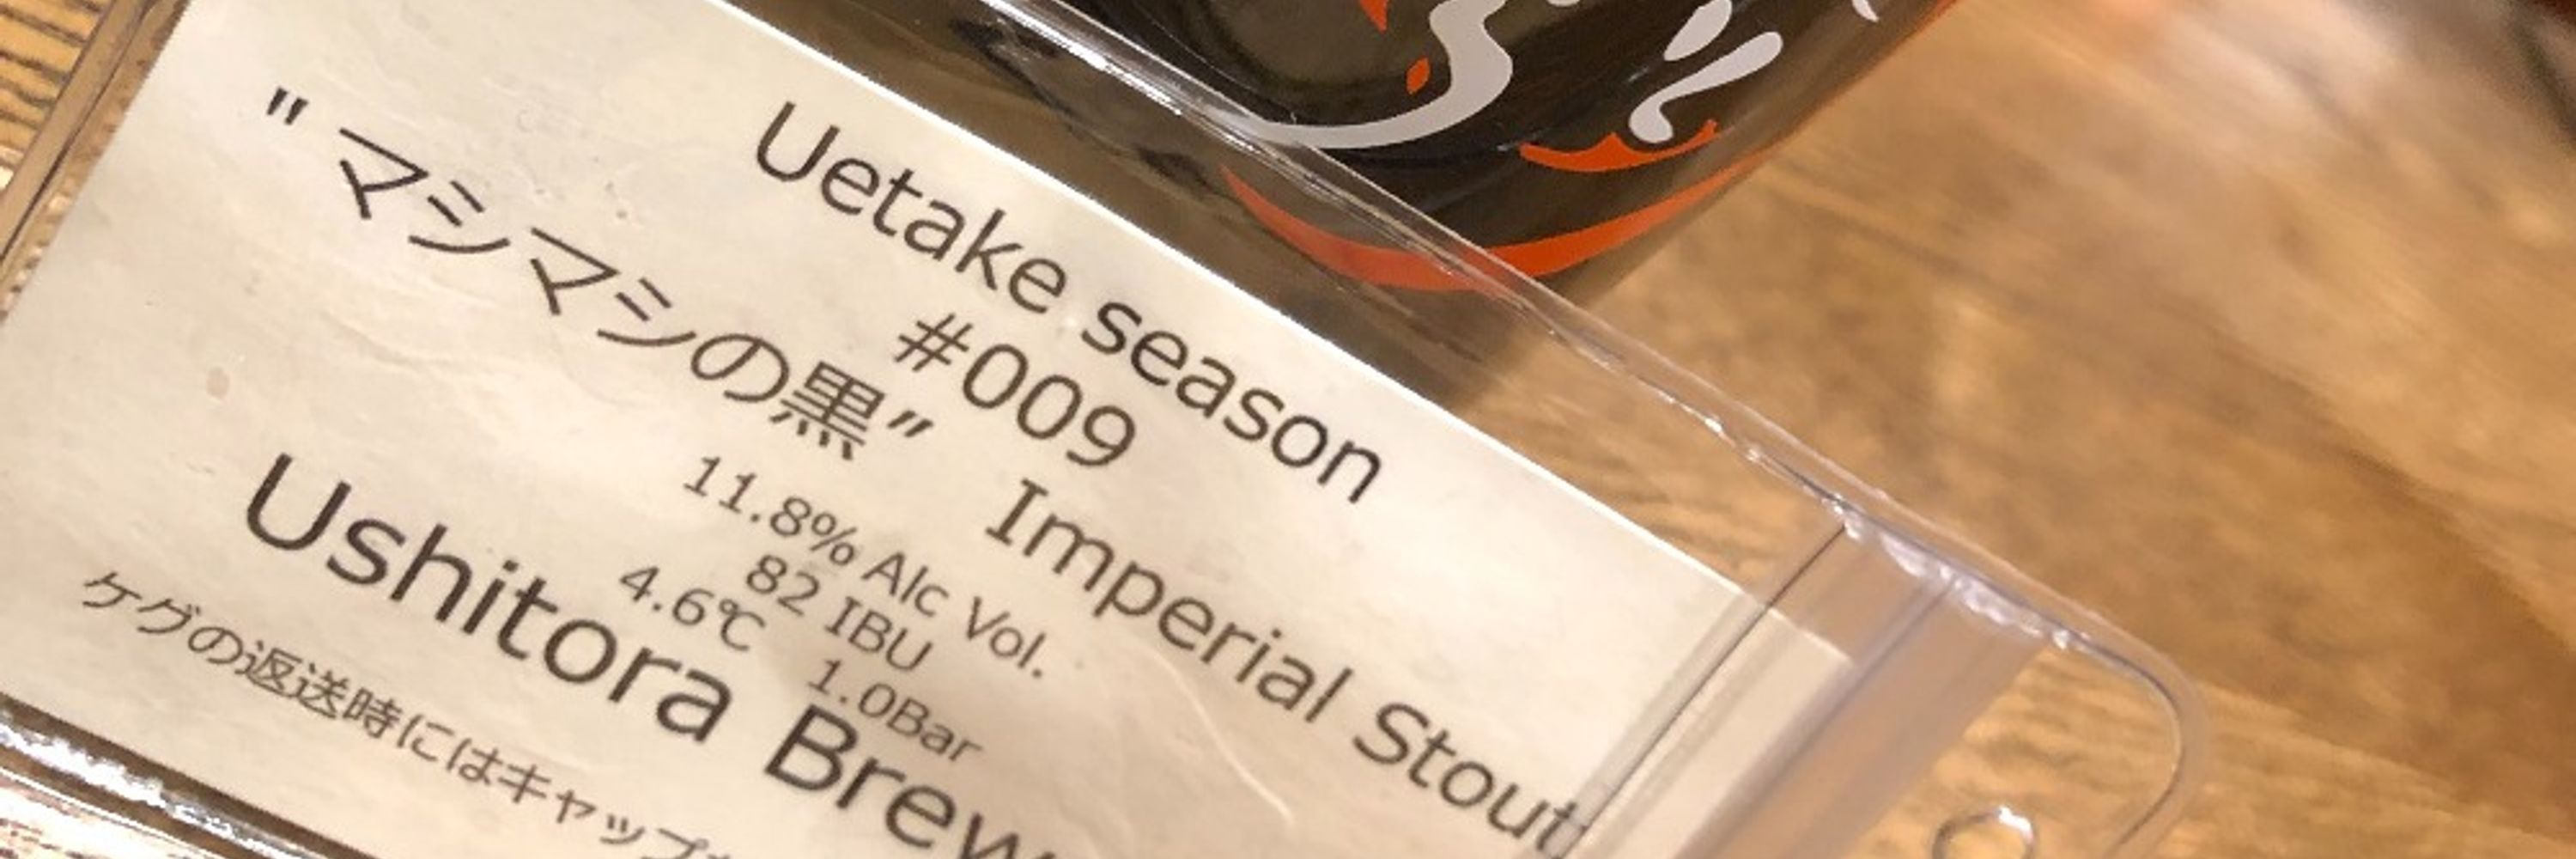 Uetake season
#009
"マシマシの黒" Imperial Stout
11.8% Alc Vol.
82 IBU
4.6℃ 1.0Bar
Ushitora Brew
ケグの返送時にはキャップ